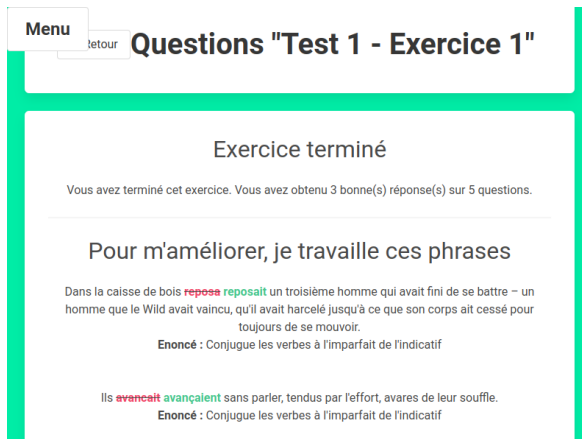 Menu
etour
Questions "Test 1 - Exercice 1"
Exercice terminé
Vous avez terminé cet exercice. Vous avez obtenu 3 bonne(s) réponse(s) sur 5 questions.
Pour m'améliorer, je travaille ces phrases
Dans la caisse de bois reposa reposait un troisième homme qui avait fini de se battre – un
homme que le Wild avait vaincu, qu'il avait harcelé jusqu'à ce que son corps ait cessé pour
toujours de se mouvoir.
Enoncé : Conjugue les verbes à l'imparfait de l'indicatif
Ils avancait avançaient sans parler, tendus par l'effort, avares de leur souffle.
Enoncé : Conjugue les verbes à l'imparfait de l'indicatif